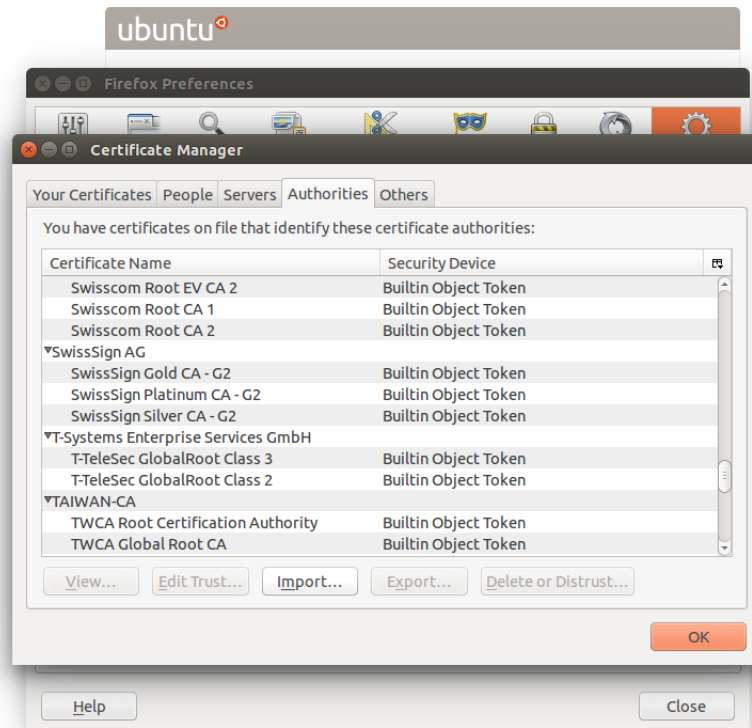 ubuntu
Firefox Preferences
Certificate Manager
Your Certificates People Servers Authorities Others
You have certificates on file that identify these certificate authorities:
Certificate Name Security Device
Swisscom Root EV CA 2 Builtin Object Token
Swisscom Root CA 1 Builtin Object Token
Swisscom Root CA 2 Builtin Object Token
SwissSign AG
SwissSign Gold CA - G2 Builtin Object Token
SwissSign Platinum CA - G2 Builtin Object Token
SwissSign Silver CA - G2 Builtin Object Token
T-Systems Enterprise Services GmbH
T-TeleSec GlobalRoot Class 3 Builtin Object Token
T-TeleSec GlobalRoot Class 2 Builtin Object Token
TAIWAN-CA
TWCA Root Certification Authority Builtin Object Token
TWCA Global Root CA Builtin Object Token
View... Edit Trust... Import... Export... Delete or Distrust...
OK
Help Close